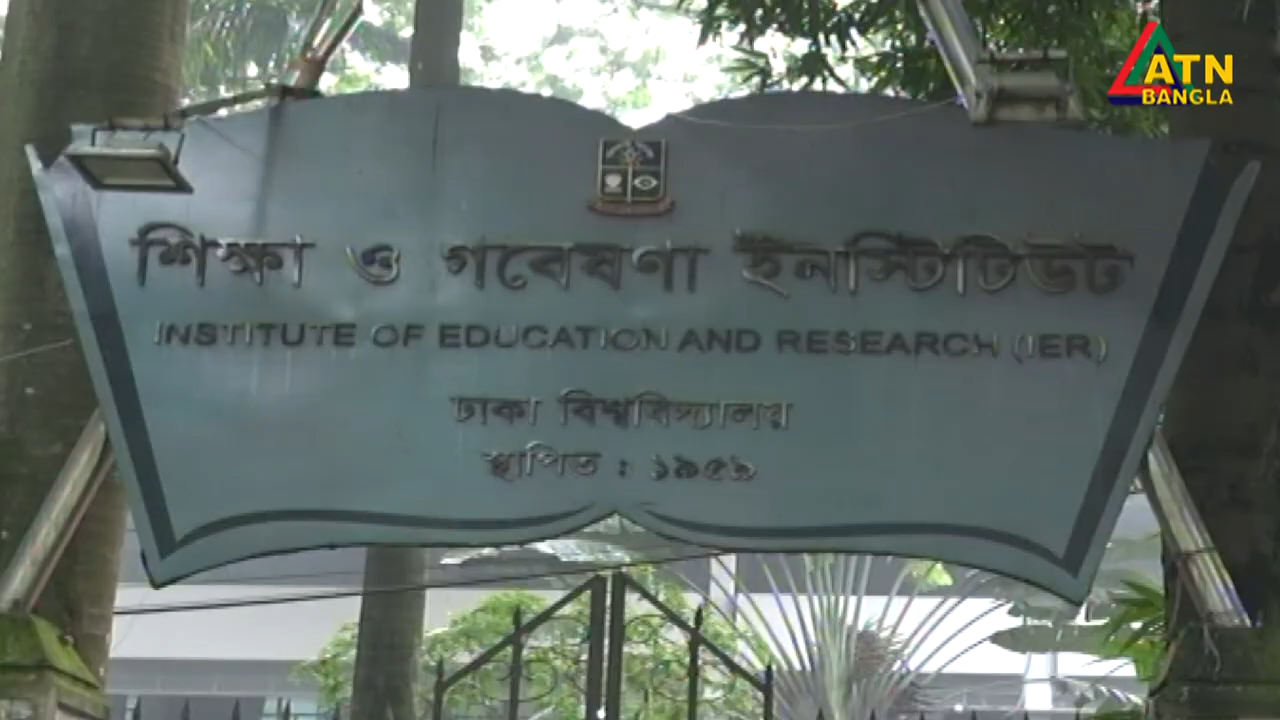 ATN
BANGLA
শিক্ষা ও গবেষণা ইনস্টিটিউট
INSTITUTE OF EDUCATION AND RESEARCH (IER)
ঢাকা বিশ্ববিদ্যালয়
স্থাপিত : ১৯৫৯